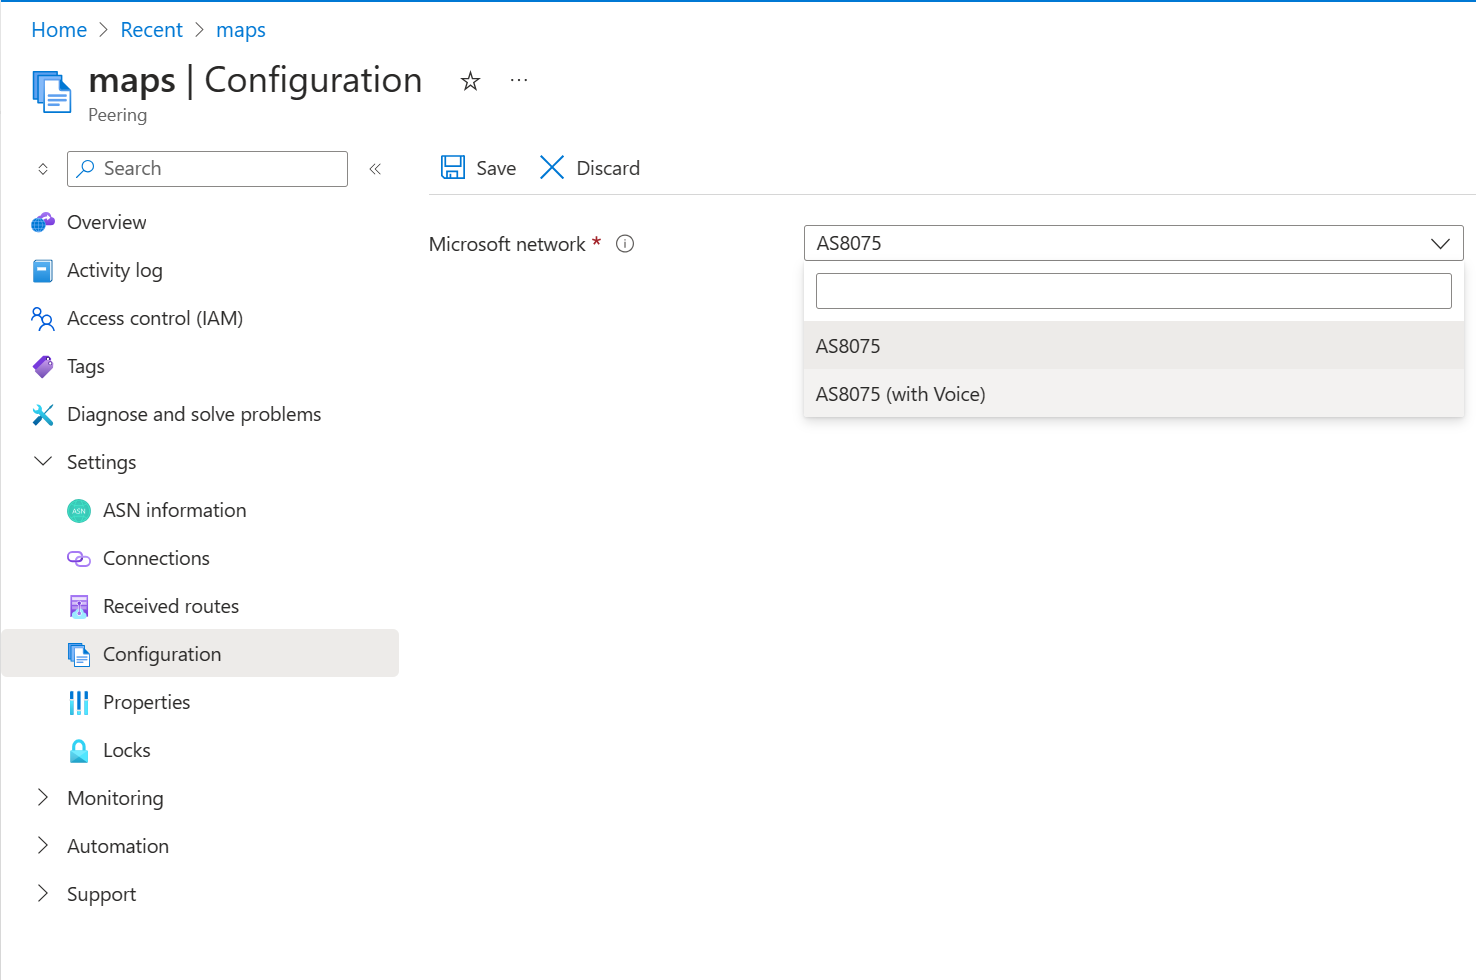 Home > Recent > maps
maps | Configuration
Peering
Search
Save
Discard
Overview
Activity log
Access control (IAM)
Tags
Diagnose and solve problems
Settings
ASN
ASN information
Connections
Received routes
Configuration
Properties
Locks
Monitoring
Automation
Support
Microsoft network *
AS8075
AS8075
AS8075 (with Voice)